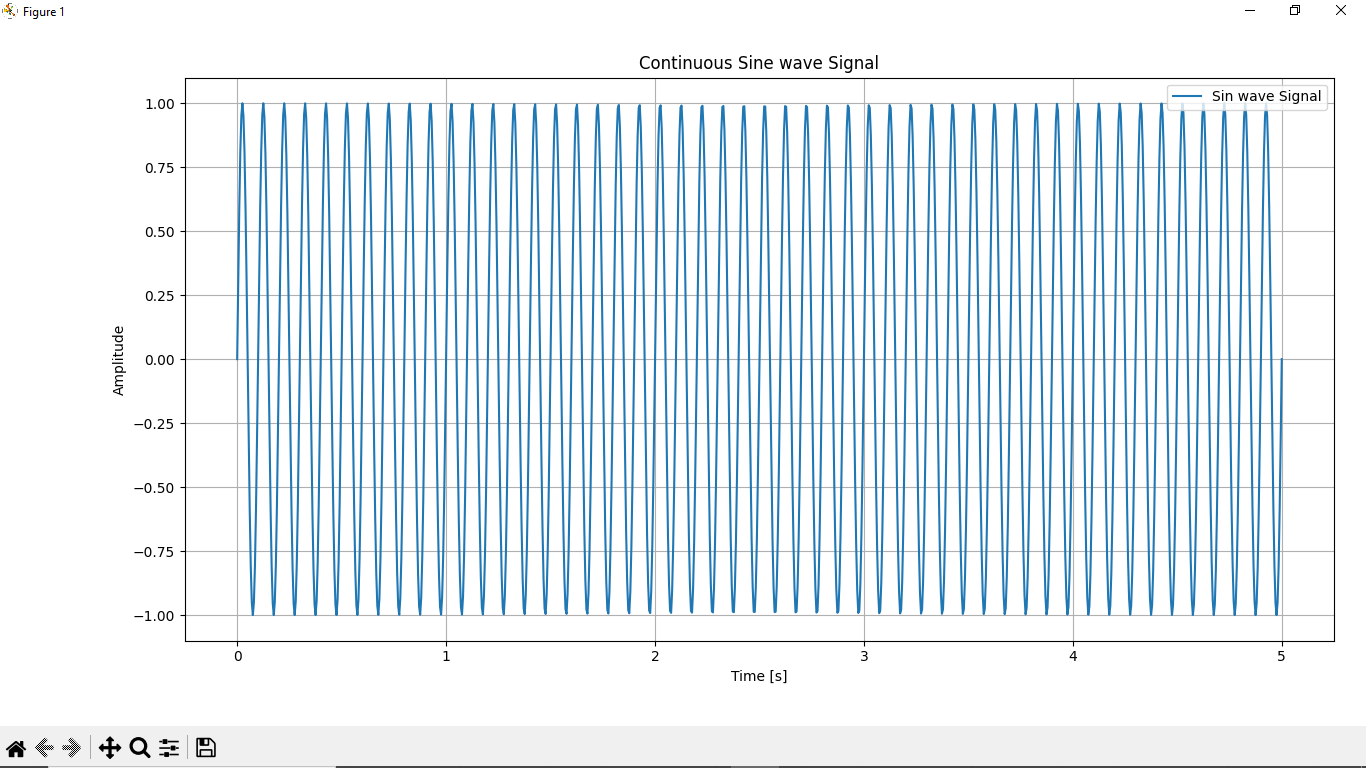 Figure 1
Continuous Sine wave Signal
Sin wave Signal
1.00
0.75
0.50
0.25
0.00
−0.25
−0.50
−0.75
−1.00
Amplitude
0 1 2 3 4 5
Time [s]